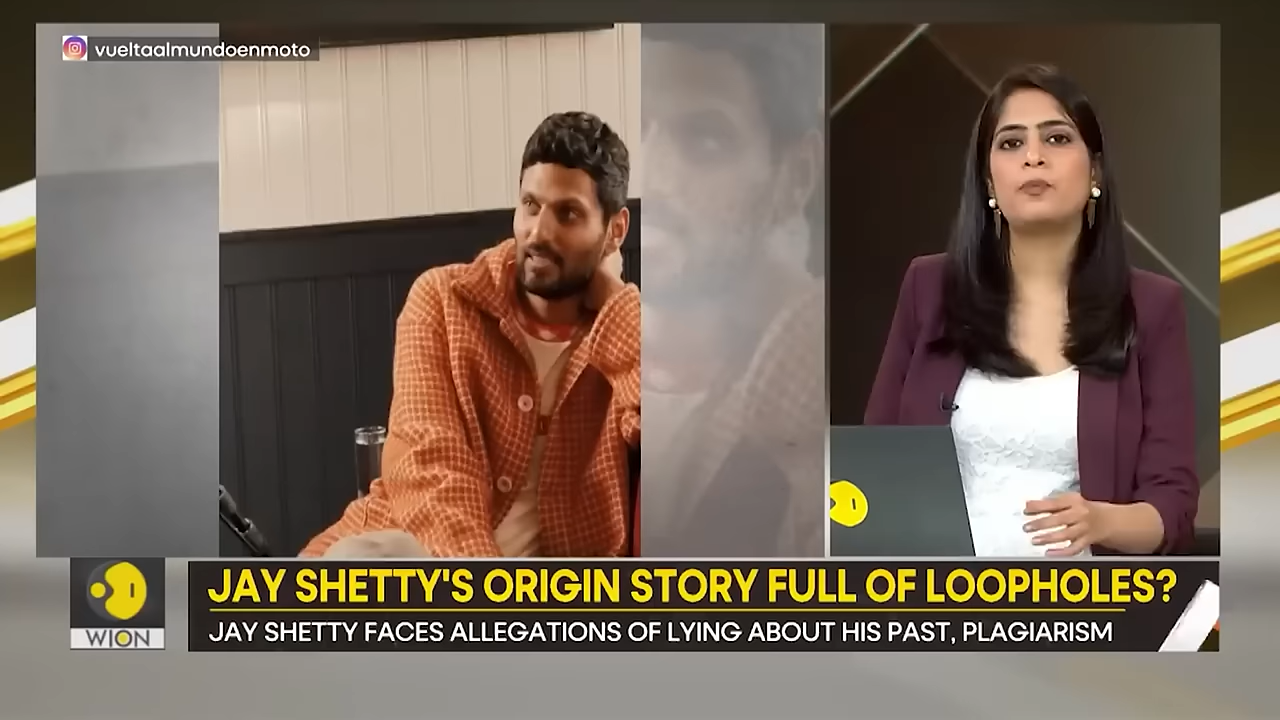 vueltaalmundoenmoto
JAY SHETTY'S ORIGIN STORY FULL OF LOOPHOLES?
JAY SHETTY FACES ALLEGATIONS OF LYING ABOUT HIS PAST, PLAGIARISM
WION